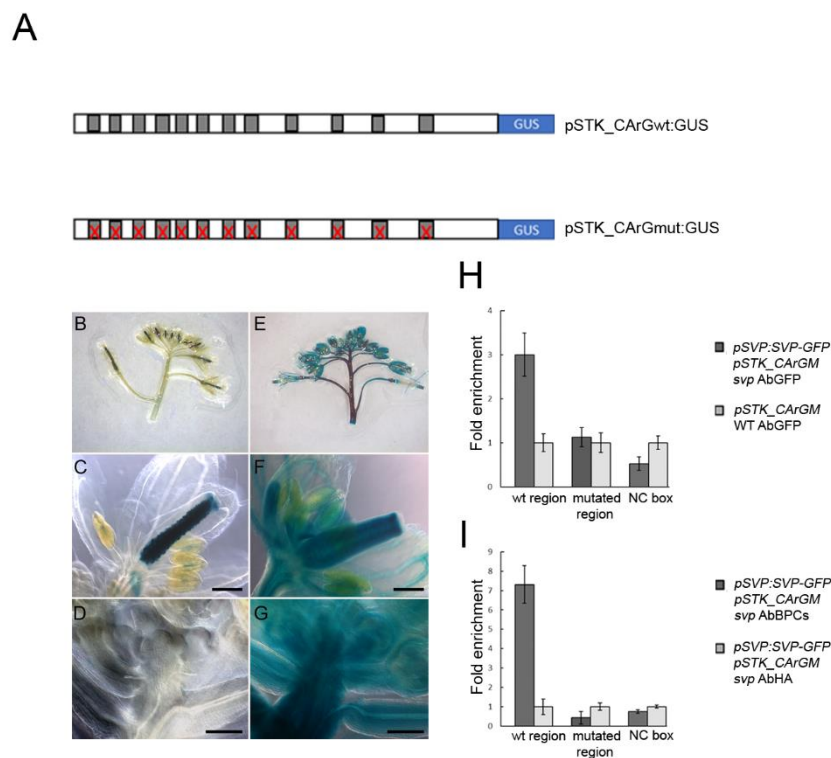 A
GUS
pSTK_CArGwt:GUS
GUS
pSTK_CArGmut:GUS
B
E
C
F
D
G
H
Fold enrichment
4
3
2
1
0
wt region
mutated
region
NC box
pSVP:SVP-GFP
pSTK_CArGM
svp AbGFP
pSTK_CArGM
WT AbGFP
I
Fold enrichment
9
8
7
6
5
4
3
2
1
0
wt region
mutated
region
NC box
pSVP:SVP-GFP
pSTK_CArGM
svp AbBPCs
pSVP:SVP-GFP
pSTK_CArGM
svp AbHA